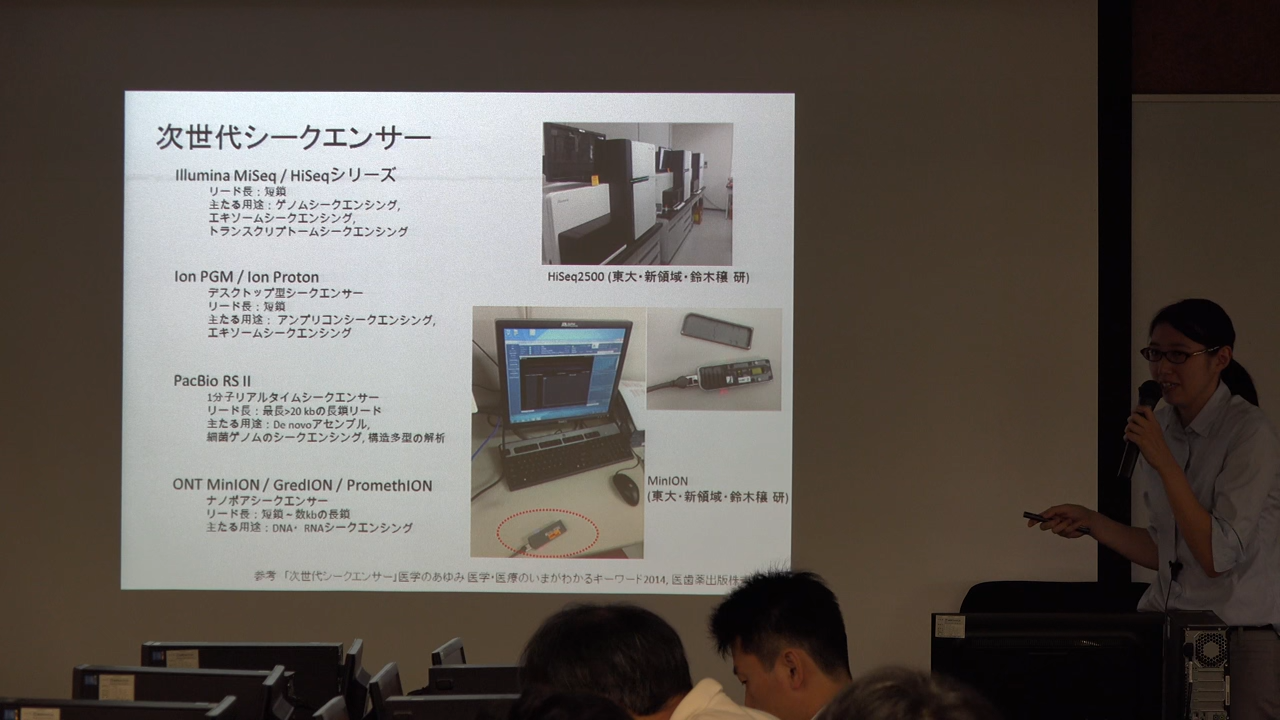 次世代シークエンサー
Illumina MiSeq / HiSeqシリーズ
リード長：短鎖
主たる用途：ゲノムシークエンシング,
エキソームシークエンシング,
トランスクリプトームシークエンシング
HiSeq2500 (東大・新領域・鈴木穣 研)
Ion PGM / Ion Proton
デスクトップ型シークエンサー
リード長：短鎖
主たる用途： アンプリコンシークエンシング,
エキソームシークエンシング
PacBio RS II
1分子リアルタイムシークエンサー
リード長：最長>20 kbの長鎖リード
主たる用途：De novoアセンブル,
細菌ゲノムのシークエンシング, 構造多型の解析
ONT MinION / GredION / PromethION
ナノポアシークエンサー
リード長：短鎖～数kbの長鎖
主たる用途：DNA・ RNAシークエンシング
MinION
(東大・新領域・鈴木穣 研)
参考 「次世代シークエンサー」医学のあゆみ 医学・医療のいまがわかるキーワード2014, 医歯薬出版株